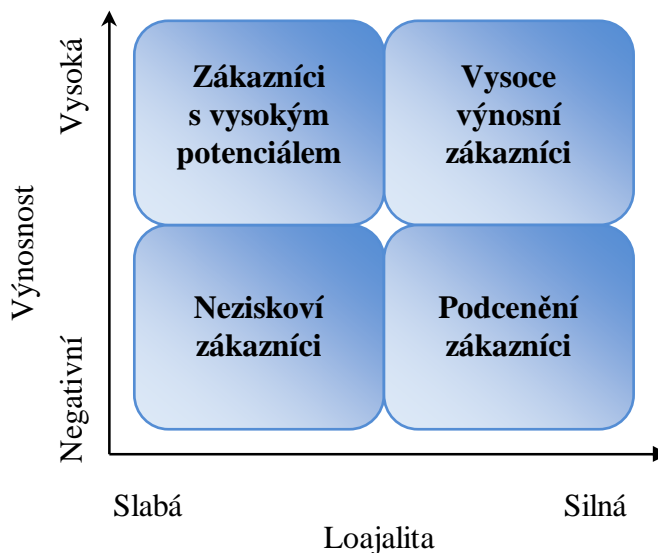 Vysoká
Výnosnost
Negativní
Zákazníci
s vysokým
potenciálem
Vysoce
výnosní
zákazníci
Neziskoví
zákazníci
Podcenění
zákazníci
Slabá
Silná
Loajalita